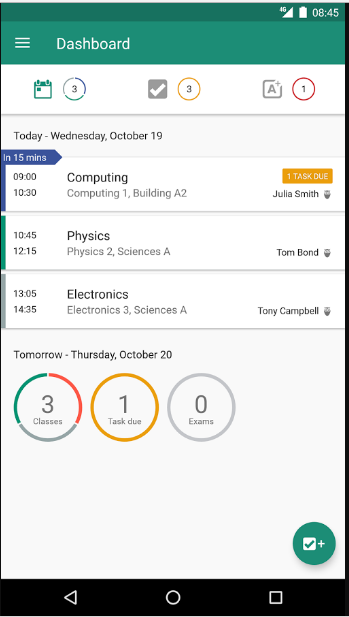 4G 08:45
Dashboard
3 3 A+ 1
Today - Wednesday, October 19
In 15 mins
09:00 Computing 1 TASK DUE
10:30 Computing 1, Building A2 Julia Smith
10:45 Physics
12:15 Physics 2, Sciences A Tom Bond
13:05 Electronics
14:35 Electronics 3, Sciences A Tony Campbell
Tomorrow - Thursday, October 20
3 1 0
Classes Task due Exams